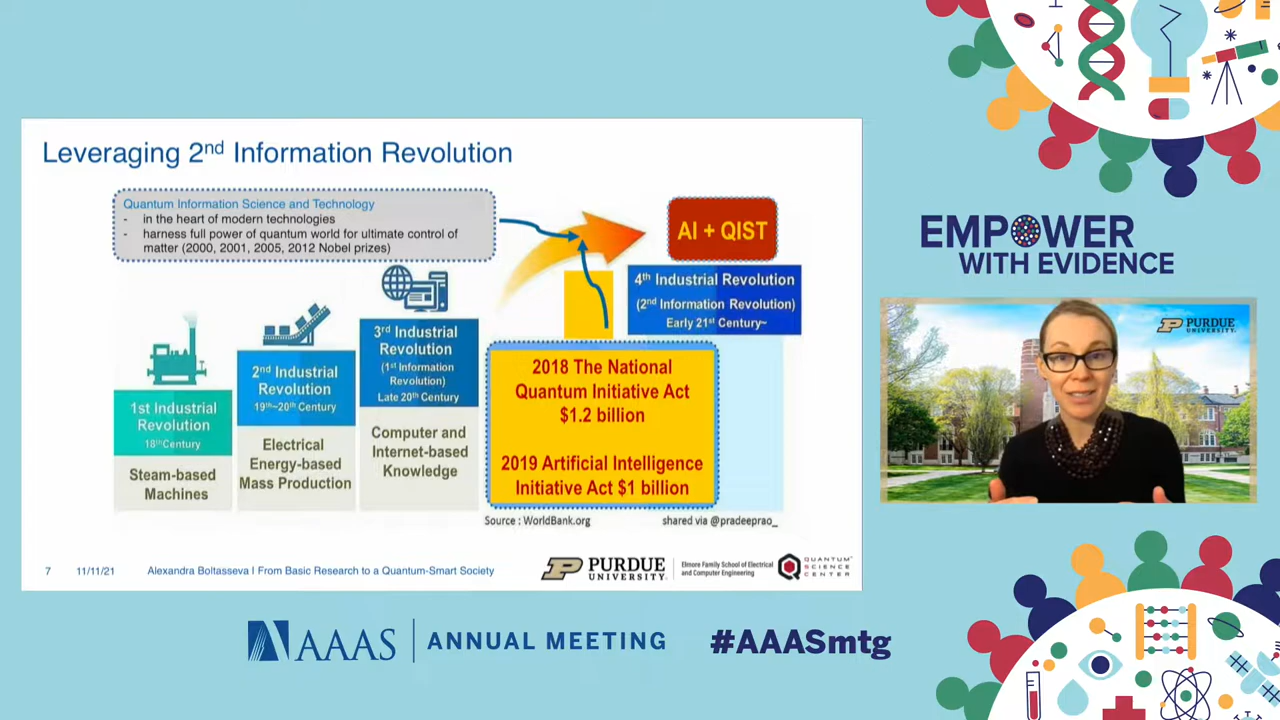 Leveraging 2nd Information Revolution
Quantum Information Science and Technology
- in the heart of modern technologies
- harness full power of quantum world for ultimate control of
matter (2000, 2001, 2005, 2012 Nobel prizes)
1st Industrial
Revolution
18thCentury
Steam-based
Machines
2nd Industrial
Revolution
19th~20th Century
Electrical
Energy-based
Mass Production
3rd Industrial
Revolution
(1st Information
Revolution)
Late 20th Century
Computer and
Internet-based
Knowledge
AI + QIST
4th Industrial Revolution
(2nd Information Revolution)
Early 21st Century~
2018 The National
Quantum Initiative Act
$1.2 billion
2019 Artificial Intelligence
Initiative Act $1 billion
Source : WorldBank.org
shared via @pradeeprao_
7
11/11/21
Alexandra Boltasseva I From Basic Research to a Quantum-Smart Society
PURDUE
UNIVERSITY
Elmore Family School of Electrical
and Computer Engineering
QUANTUM
SCIENCE
CENTER
EMPOWER
WITH EVIDENCE
PURDUE
UNIVERSITY
AAAS
ANNUAL MEETING
#AAASmtg